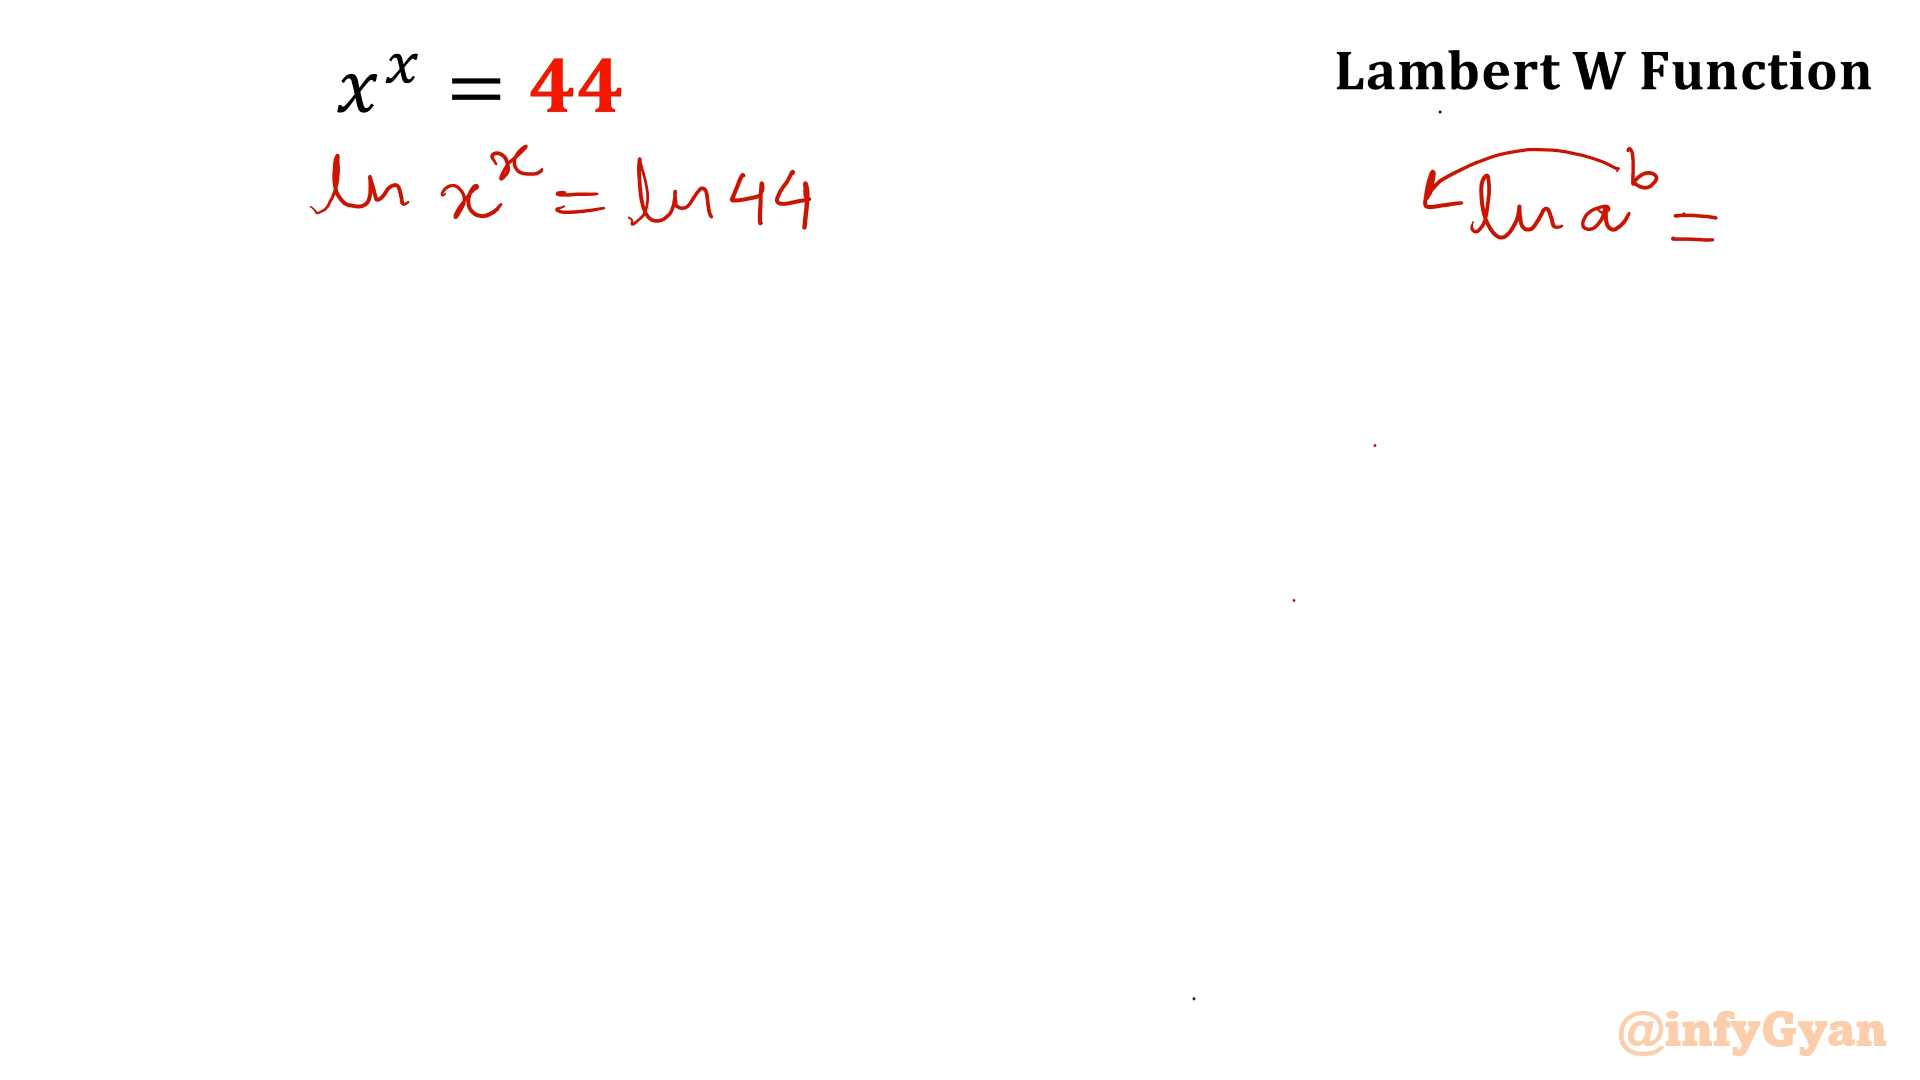 x^x = 44
Lambert W Function
ln x^x = ln 44
ln a^b =
@infyGyan